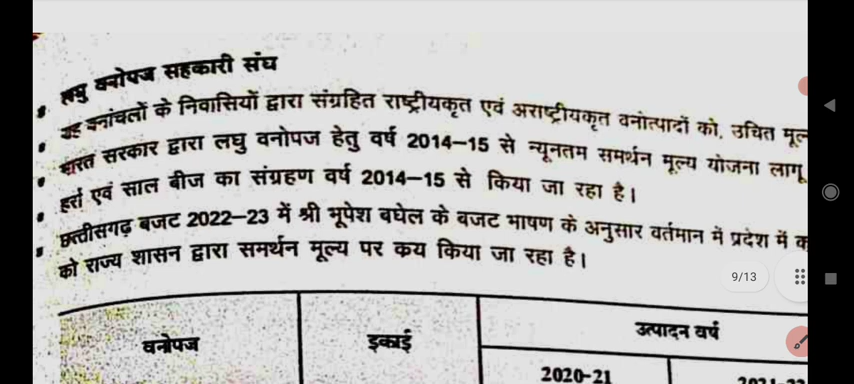 लघु वनोपज सहकारी संघ
यह वनांचलों के निवासियों द्वारा संग्रहित राष्ट्रीयकृत एवं अराष्ट्रीयकृत वनोत्पादों को, उचित मूल
भारत सरकार द्वारा लघु वनोपज हेतु वर्ष 2014-15 से न्यूनतम समर्थन मूल्य योजना लागू
हर्रा एवं साल बीज का संग्रहण वर्ष 2014-15 से किया जा रहा है।
छत्तीसगढ़ बजट 2022-23 में श्री भूपेश बघेल के बजट भाषण के अनुसार वर्तमान में प्रदेश में
को राज्य शासन द्वारा समर्थन मूल्य पर कय किया जा रहा है।
9/13
वनोपज इकाई उत्पादन वर्ष
2020-21